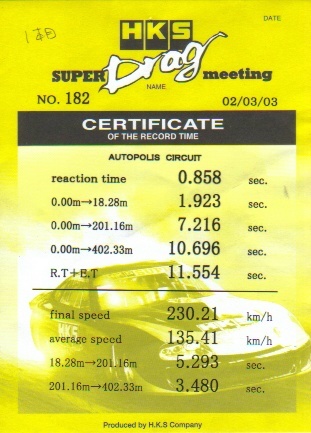 1本目
DATE
HKS
SUPER Drag meeting
NAME
NO. 182 02/03/03
CERTIFICATE
OF THE RECORD TIME
AUTOPOLIS CIRCUIT
reaction time 0.858 sec.
0.00m→18.28m 1.923 sec.
0.00m→201.16m 7.216 sec.
0.00m→402.33m 10.696 sec.
R.T+E.T 11.554 sec.
final speed 230.21 km/h
average speed 135.41 km/h
18.28m→201.16m 5.293 sec.
201.16m→402.33m 3.480 sec.
HKS
Produced by H.K.S Company